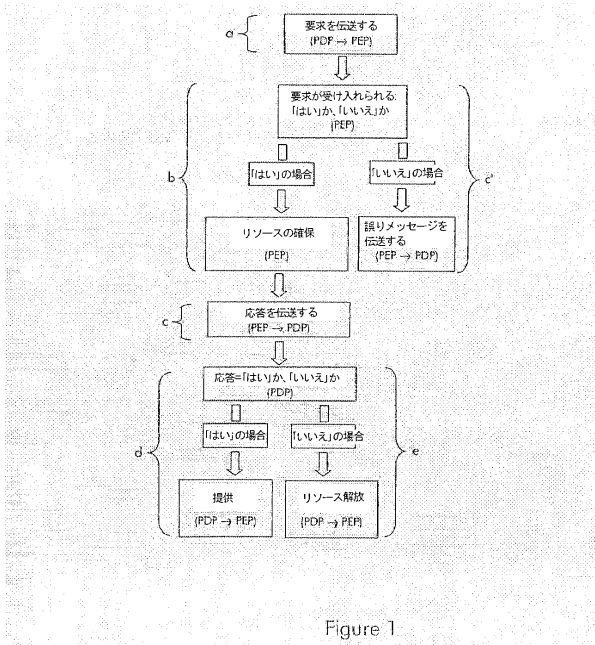 a
要求を伝送する
(PDP → PEP)
要求が受け入れられる:
「はい」か、「いいえ」か
(PEP)
b
c'
「はい」の場合
「いいえ」の場合
リソースの確保
(PEP)
誤りメッセージを
伝送する
(PEP → PDP)
c
応答を伝送する
(PEP → PDP)
応答=「はい」か、「いいえ」か
(PDP)
d
e
「はい」の場合
「いいえ」の場合
提供
(PDP → PEP)
リソース解放
(PDP → PEP)
Figure 1